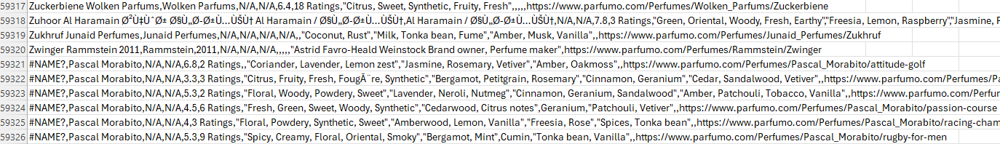 59317 Zuckerbiene Wolken Parfums,Wolken Parfums,N/A,N/A,6.4,18 Ratings,"Citrus, Sweet, Synthetic, Fruity, Fresh",,,,,https://www.parfumo.com/Perfumes/Wolken_Parfums/Zuckerbiene
59318 Zuhoor Al Haramain Ø²Ù‡ÙˆØ± Ø§Ù„Ø­Ø±Ù…ÙŠÙ† Al Haramain / Ø§Ù„Ø­Ø±Ù…ÙŠÙ†,Al Haramain / Ø§Ù„Ø­Ø±Ù…ÙŠÙ†,N/A,N/A,7.8,3 Ratings,"Green, Oriental, Woody, Fresh, Earthy","Freesia, Lemon, Raspberry","Jasmine, F
59319 Zukhruf Junaid Perfumes,Junaid Perfumes,N/A,N/A,N/A,N/A,,"Coconut, Rust","Milk, Tonka bean, Fume","Amber, Musk, Vanilla",,https://www.parfumo.com/Perfumes/Junaid_Perfumes/Zukhruf
59320 Zwinger Rammstein 2011,Rammstein,2011,N/A,N/A,N/A,,,,,"Astrid Favro-Heald Weinstock Brand owner, Perfume maker",https://www.parfumo.com/Perfumes/Rammstein/Zwinger
59321 #NAME?,Pascal Morabito,N/A,N/A,6.8,2 Ratings,,"Coriander, Lavender, Lemon zest","Jasmine, Rosemary, Vetiver","Amber, Oakmoss",,https://www.parfumo.com/Perfumes/Pascal_Morabito/attitude-golf
59322 #NAME?,Pascal Morabito,N/A,N/A,3.3,3 Ratings,"Citrus, Fruity, Fresh, FougÃ¨re, Synthetic","Bergamot, Petitgrain, Rosemary","Cinnamon, Geranium","Cedar, Sandalwood, Vetiver",,https://www.parfumo.com/Perfumes/Pa
59323 #NAME?,Pascal Morabito,N/A,N/A,5.3,2 Ratings,"Floral, Woody, Powdery, Sweet","Lavender, Neroli, Nutmeg","Cinnamon, Geranium, Sandalwood","Amber, Patchouli, Tobacco, Vanilla",,https://www.parfumo.com/Perfum
59324 #NAME?,Pascal Morabito,N/A,N/A,4.5,6 Ratings,"Fresh, Green, Sweet, Woody, Synthetic","Cedarwood, Citrus notes",Geranium,"Patchouli, Vetiver",,https://www.parfumo.com/Perfumes/Pascal_Morabito/passion-course
59325 #NAME?,Pascal Morabito,N/A,N/A,4,3 Ratings,"Floral, Powdery, Synthetic, Sweet","Amberwood, Lemon, Vanilla","Freesia, Rose","Spices, Tonka bean",,https://www.parfumo.com/Perfumes/Pascal_Morabito/racing-cham
59326 #NAME?,Pascal Morabito,N/A,N/A,5.3,9 Ratings,"Spicy, Creamy, Floral, Oriental, Smoky","Bergamot, Mint",Cumin,"Tonka bean, Vanilla",,https://www.parfumo.com/Perfumes/Pascal_Morabito/rugby-for-men